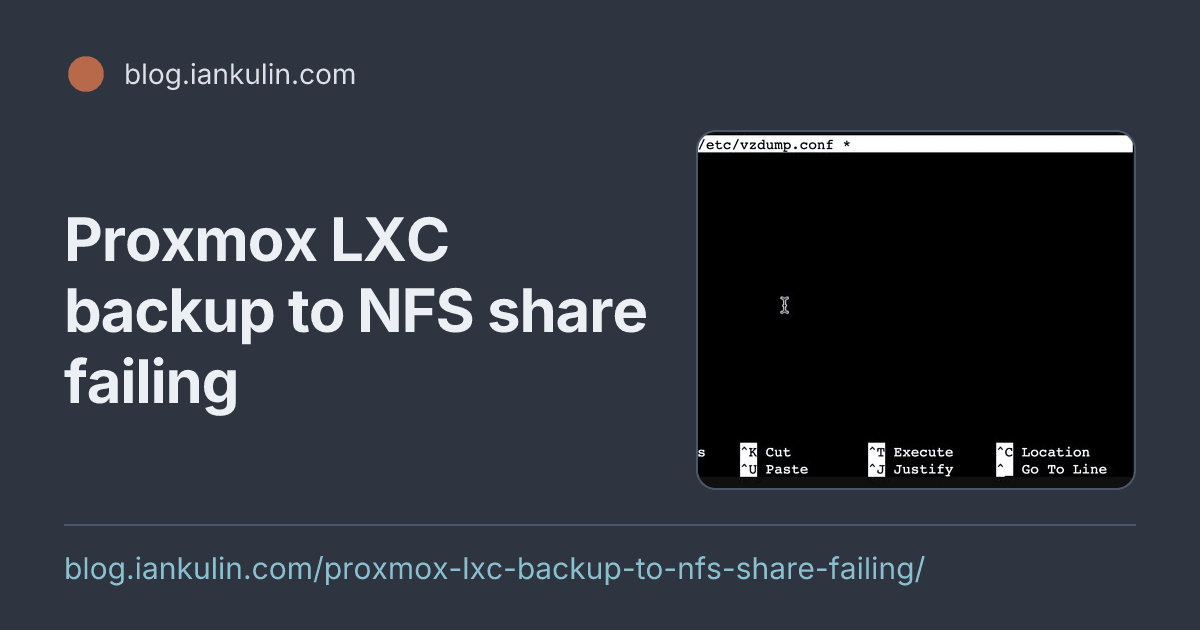 blog.iankulin.com
Proxmox LXC
backup to NFS share
failing
/etc/vzdump.conf *
s ^K Cut ^T Execute ^C Location
^U Paste ^J Justify ^_ Go To Line
blog.iankulin.com/proxmox-lxc-backup-to-nfs-share-failing/